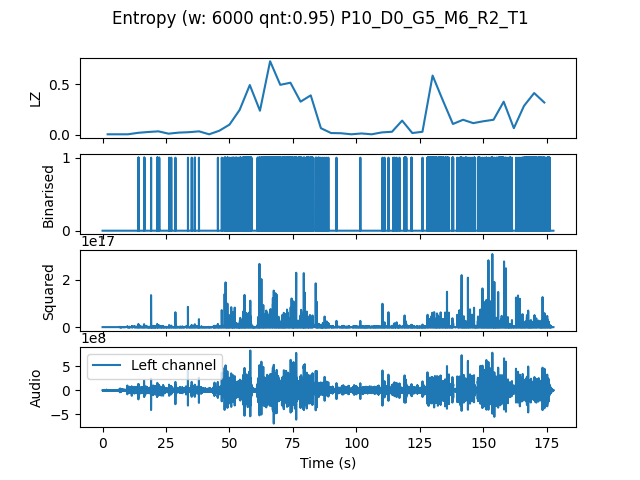 Entropy (w: 6000 qnt:0.95) P10_D0_G5_M6_R2_T1
LZ
0.5
0.0
Binarised
1
0
1e17
Squared
2
0
1e8
Audio
5
0
−5
Left channel
0 25 50 75 100 125 150 175
Time (s)